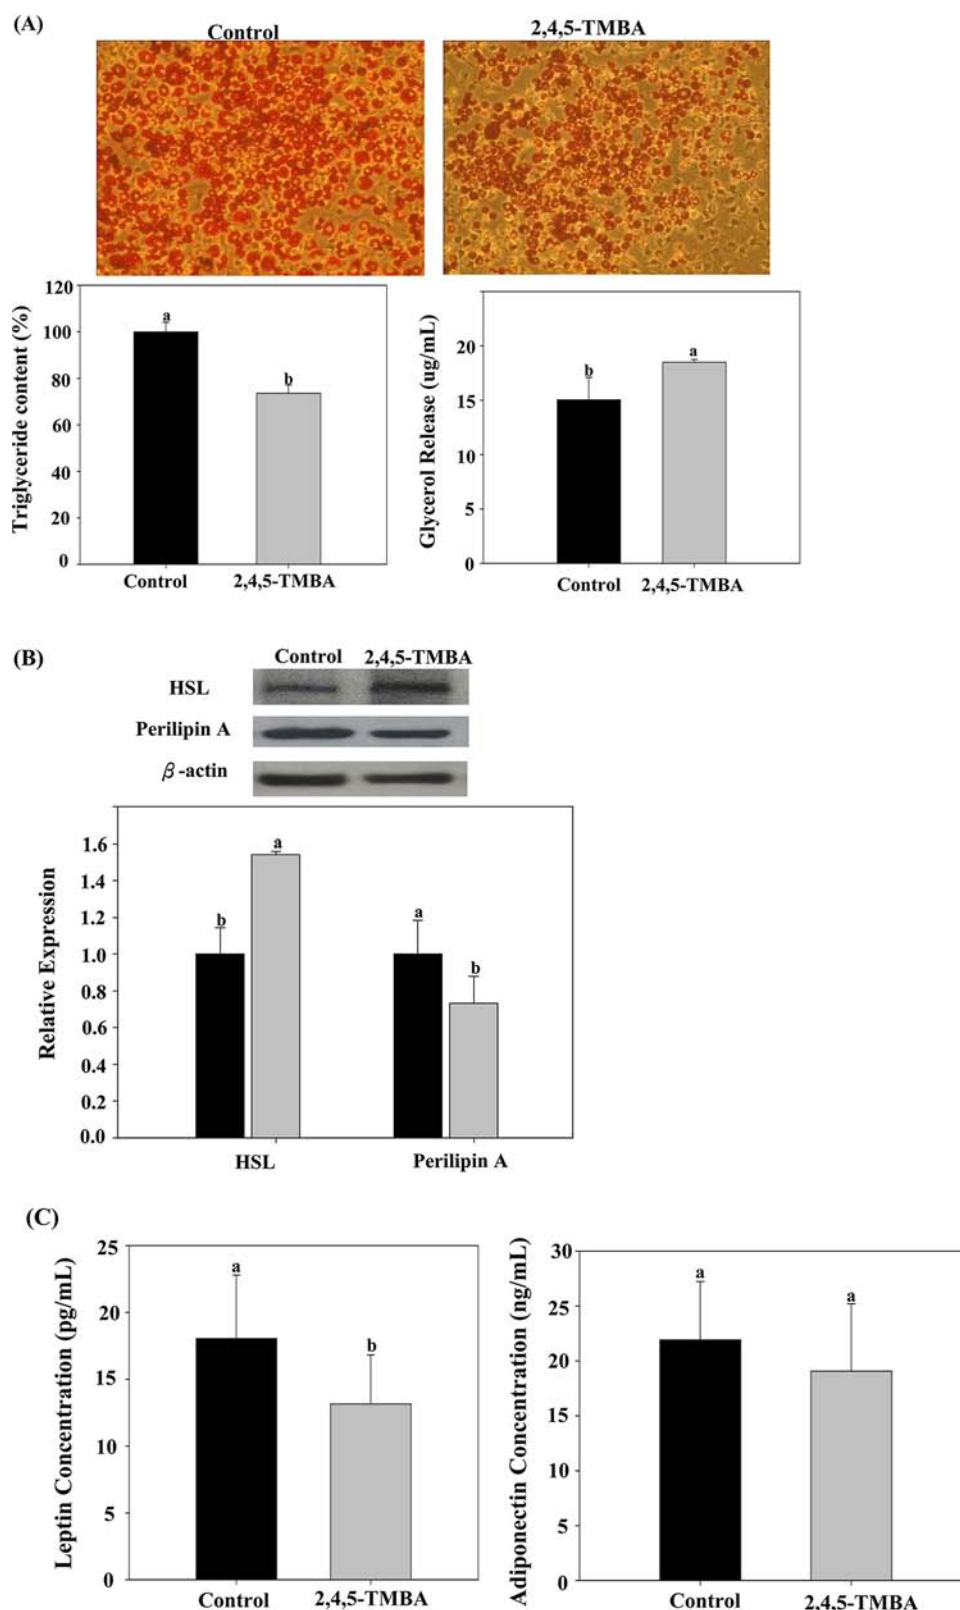 (A)
Control
2,4,5-TMBA
Triglyceride content (%)
120
100
80
60
40
20
0
a
b
Control
2,4,5-TMBA
Glycerol Release (ug/mL)
20
15
10
5
0
b
a
Control
2,4,5-TMBA
(B)
Control
2,4,5-TMBA
HSL
Perilipin A
β-actin
Relative Expression
1.6
1.4
1.2
1.0
0.8
0.6
0.4
0.2
0.0
b
a
a
b
HSL
Perilipin A
(C)
Leptin Concentration (pg/mL)
25
20
15
10
5
0
a
b
Control
2,4,5-TMBA
Adiponectin Concentration (ng/mL)
30
25
20
15
10
5
0
a
a
Control
2,4,5-TMBA